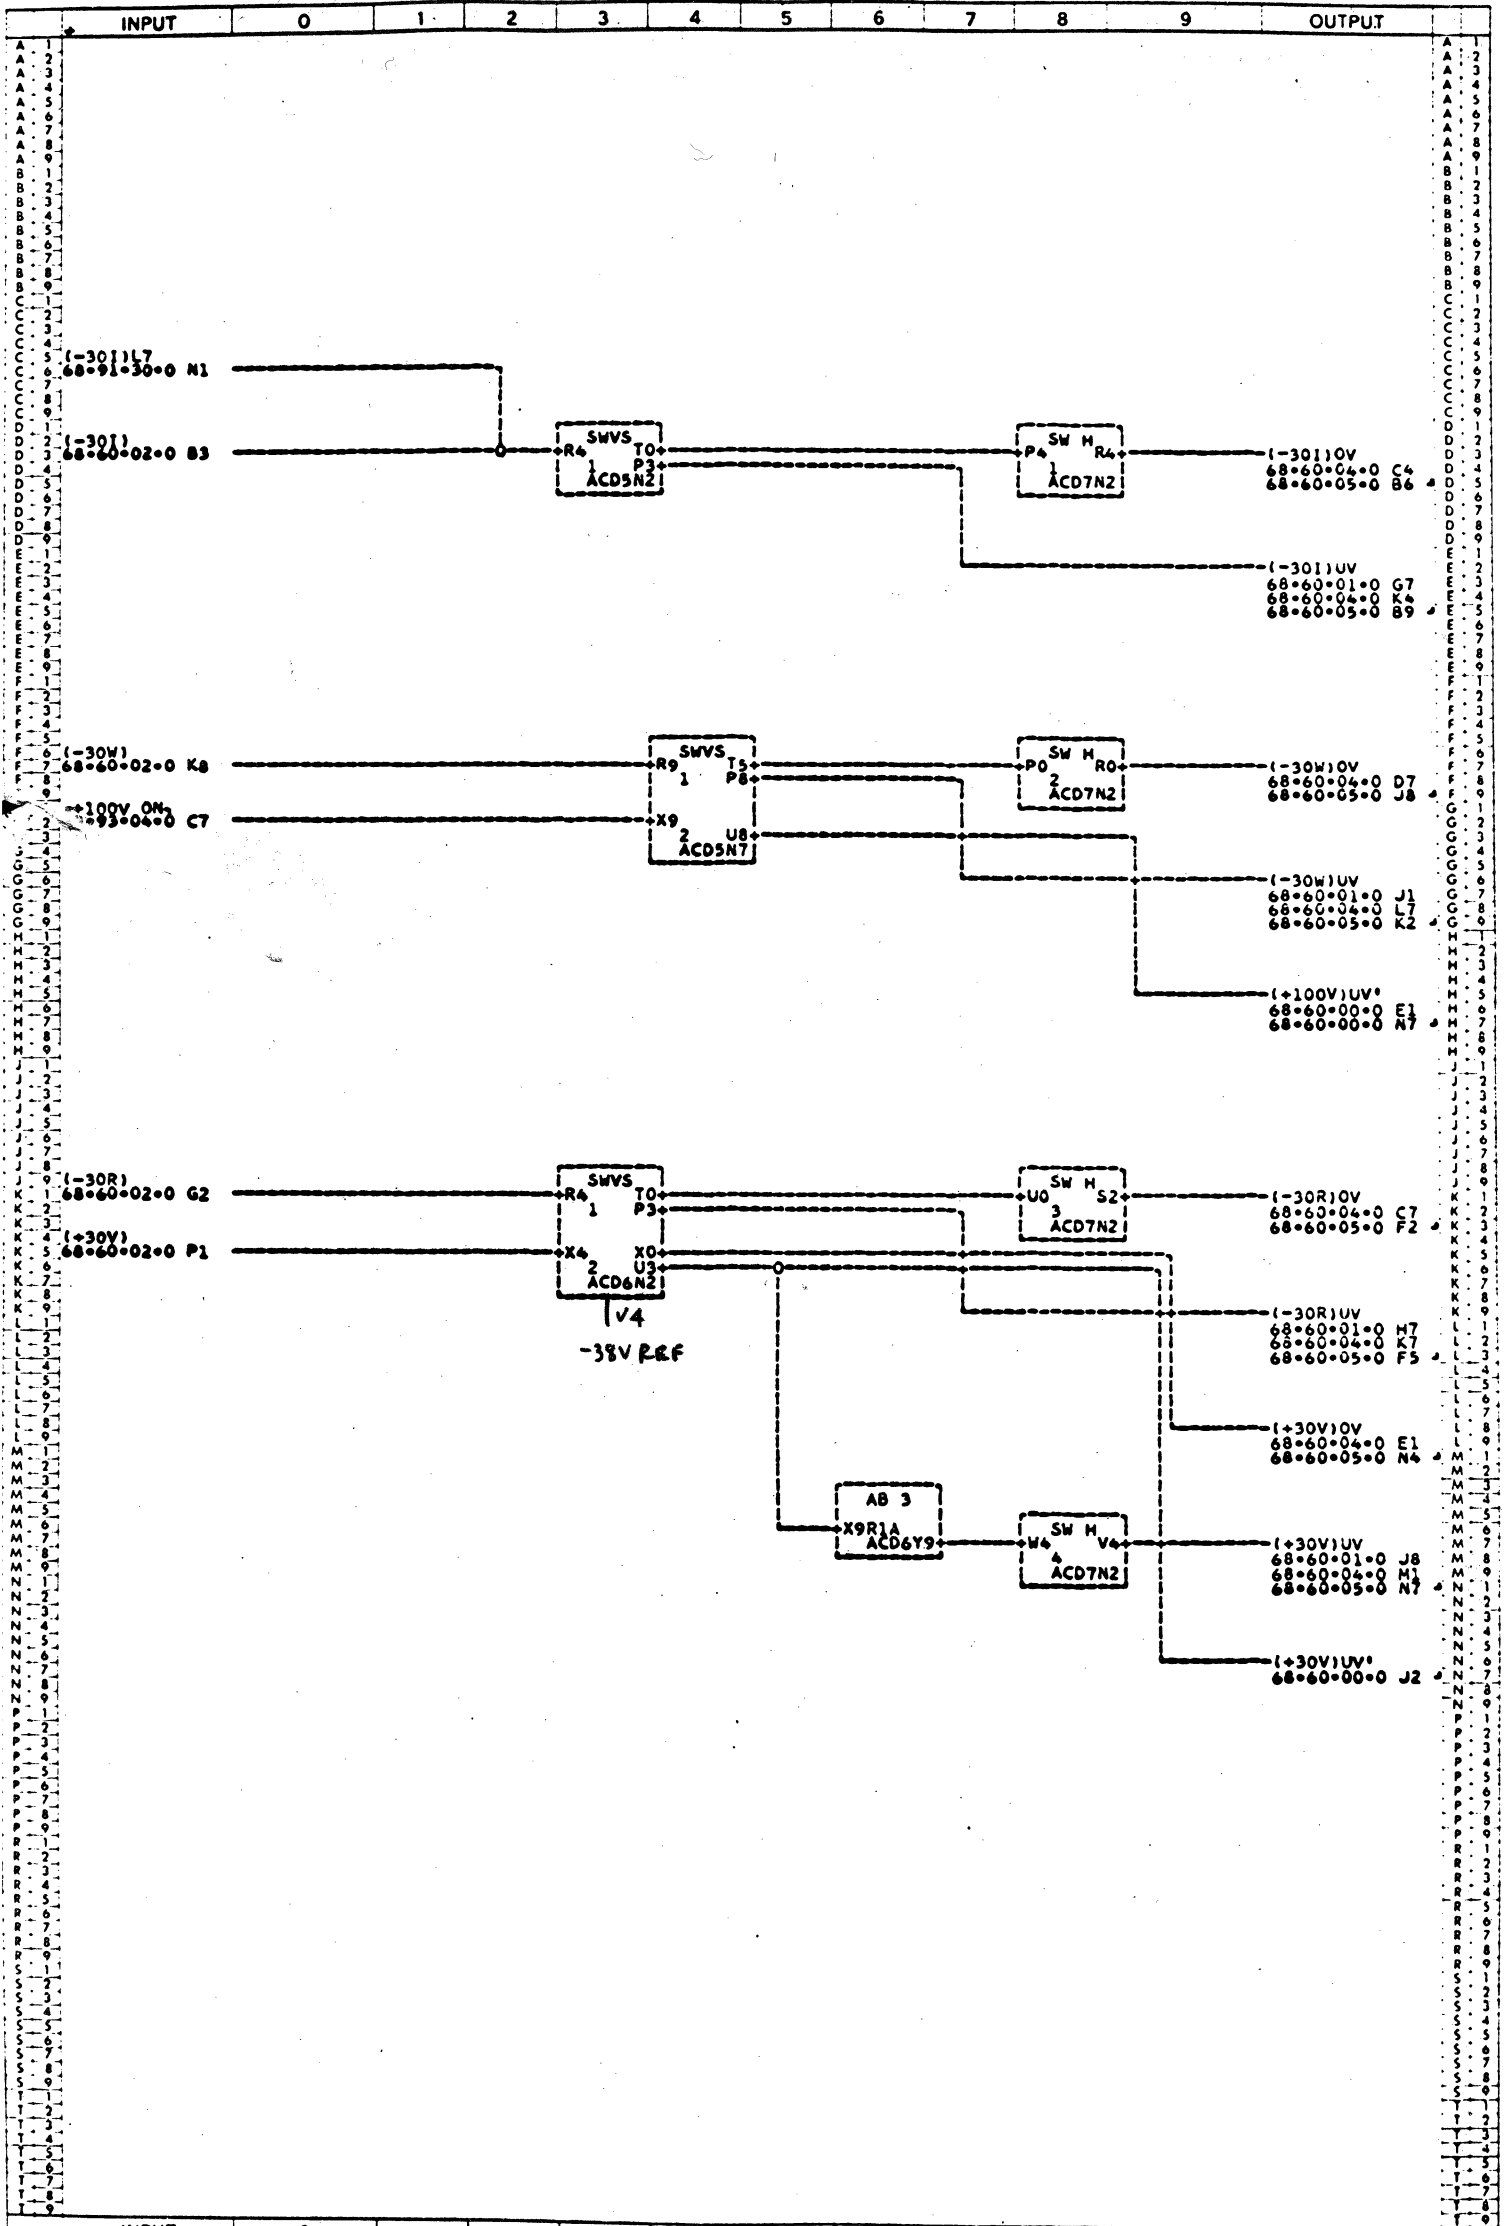 INPUT 0 1 2 3 4 5 6 7 8 9 OUTPUT
(-30I)L7
68•91•30•0 N1
(-30I)
68•60•02•0 B3
SWVS
R4 T0
1 P3
ACD5N2
SW H
P4 R4
1
ACD7N2
(-30I)OV
68•60•04•0 C4
68•60•05•0 B6
(-30I)UV
68•60•01•0 G7
68•60•04•0 K4
68•60•05•0 B9
(-30W)
68•60•02•0 K8
+100V ON
•93•04•0 C7
SWVS
R9 T5
1 P8
X9
2 U8
ACD5N7
SW H
P0 R0
2
ACD7N2
(-30W)OV
68•60•04•0 D7
68•60•05•0 J8
(-30W)UV
68•60•01•0 J1
68•60•04•0 L7
68•60•05•0 K2
(+100V)UV'
68•60•00•0 E1
68•60•00•0 N7
(-30R)
68•60•02•0 G2
(+30V)
68•60•02•0 P1
SWVS
R4 T0
1 P3
X4 X0
2 U3
ACD6N2
V4
-38V REF
SW H
U0 S2
3
ACD7N2
(-30R)OV
68•60•04•0 C7
68•60•05•0 F2
(-30R)UV
68•60•01•0 H7
68•60•04•0 K7
68•60•05•0 F5
(+30V)OV
68•60•04•0 E1
68•60•05•0 N4
AB 3
X9R1A
ACD6Y9
SW H
W4 V4
4
ACD7N2
(+30V)UV
68•60•01•0 J8
68•60•04•0 M1
68•60•05•0 N7
(+30V)UV'
68•60•00•0 J2